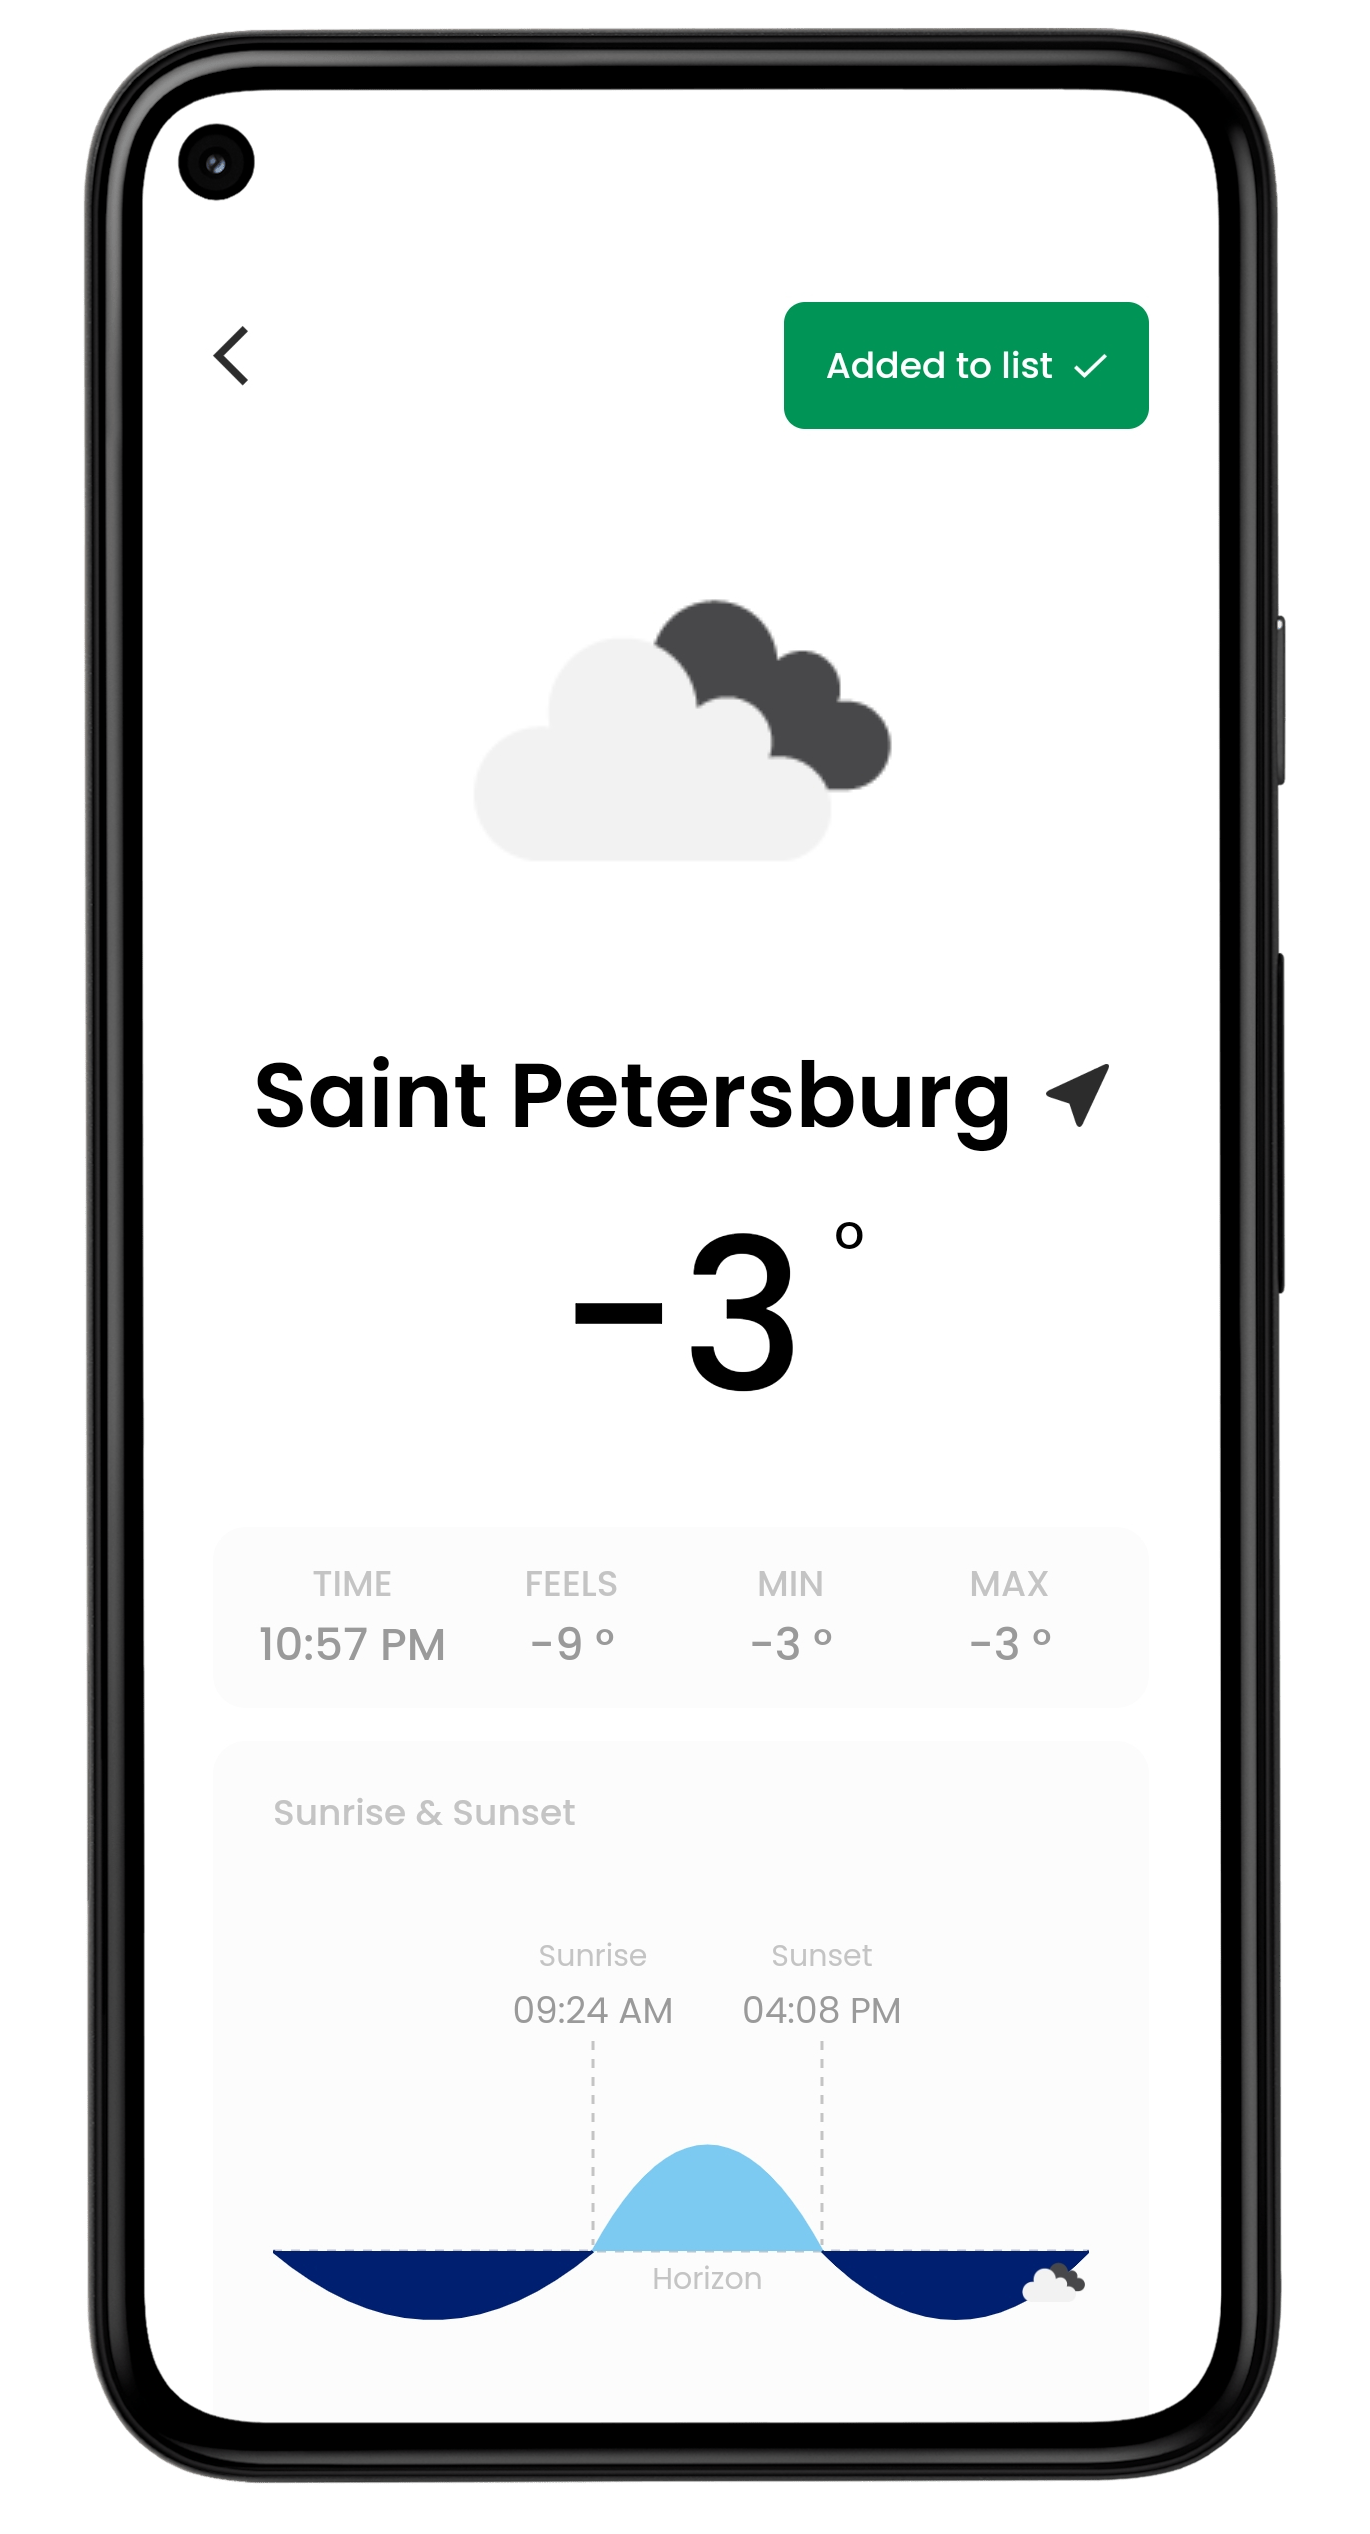 Added to list
Saint Petersburg
-3 °
TIME FEELS MIN MAX
10:57 PM -9 ° -3 ° -3 °
Sunrise & Sunset
Sunrise Sunset
09:24 AM 04:08 PM
Horizon